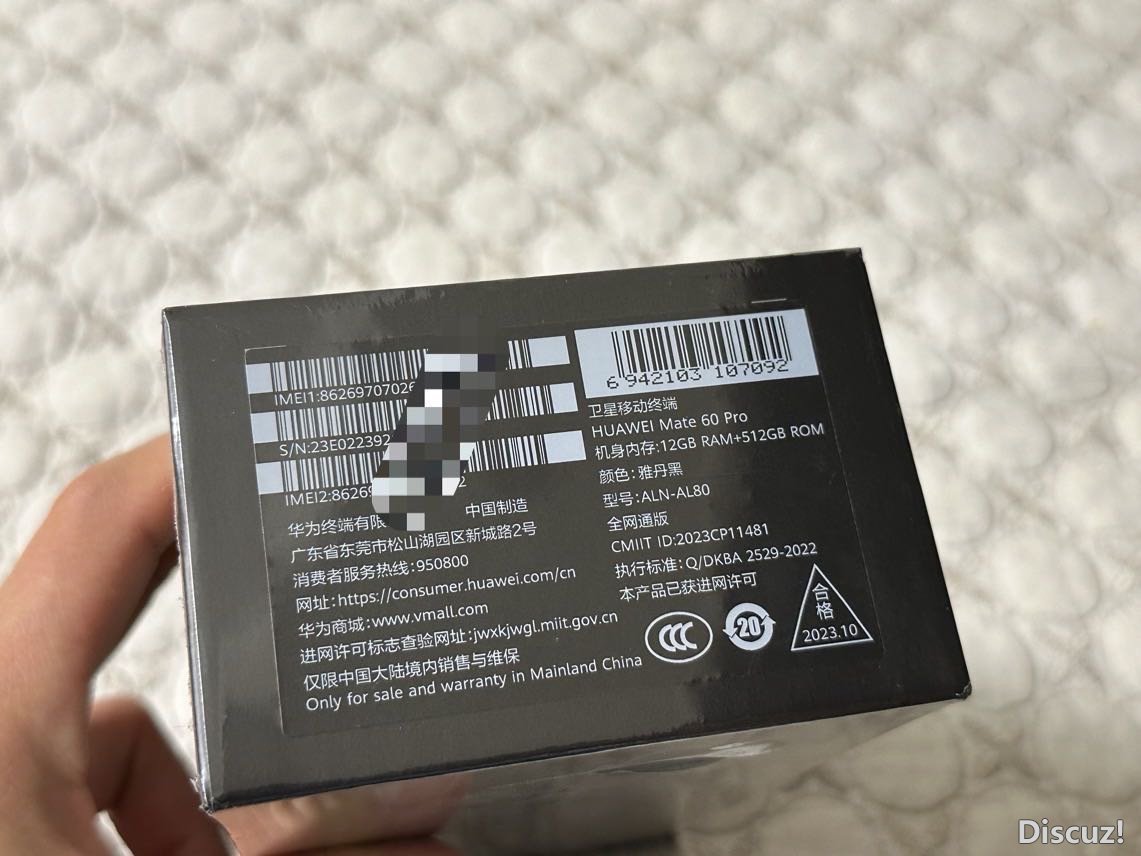 IMEI1:8626970702
S/N:23E022392
IMEI2:8626
中国制造
华为终端有限
广东省东莞市松山湖园区新城路2号
消费者服务热线:950800
网址:https://consumer.huawei.com/cn
华为商城:www.vmall.com
进网许可标志查验网址:jwxkjwgl.miit.gov.cn
仅限中国大陆境内销售与维保
Only for sale and warranty in Mainland China
6 942103 107092
卫星移动终端
HUAWEI Mate 60 Pro
机身内存:12GB RAM+512GB ROM
颜色:雅丹黑
型号:ALN-AL80
全网通版
CMIIT ID:2023CP11481
执行标准:Q/DKBA 2529-2022
本产品已获进网许可
CCC
20
合格
2023.10
Discuz!